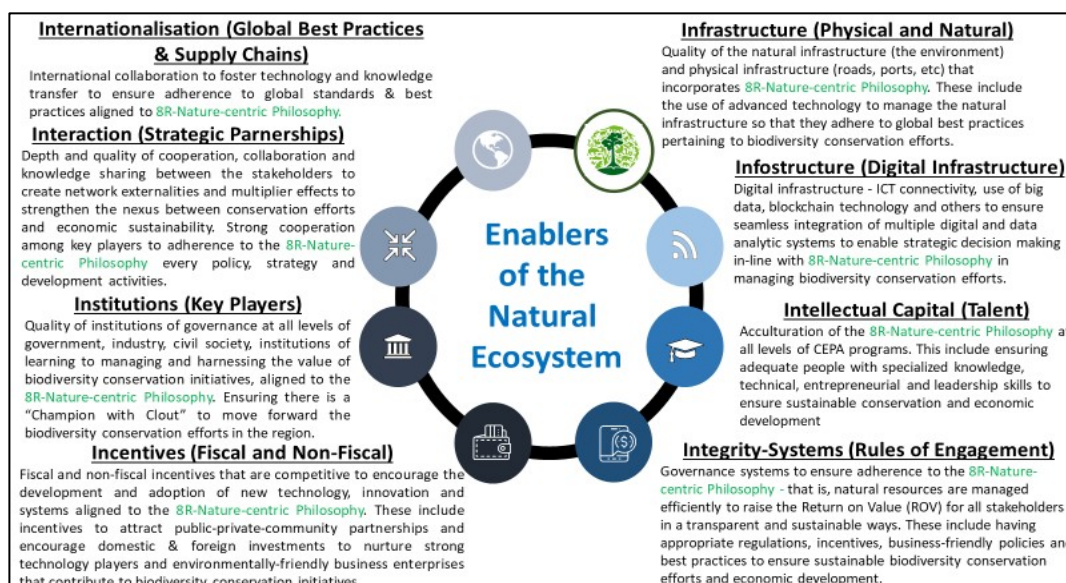 Internationalisation (Global Best Practices
& Supply Chains)
International collaboration to foster technology and knowledge
transfer to ensure adherence to global standards & best
practices aligned to 8R-Nature-centric Philosophy.
Interaction (Strategic Parnerships)
Depth and quality of cooperation, collaboration and
knowledge sharing between the stakeholders to
create network externalities and multiplier effects to
strengthen the nexus between conservation efforts
and economic sustainability. Strong cooperation
among key players to adherence to the 8R-Nature-
centric Philosophy every policy, strategy and
development activities.
Institutions (Key Players)
Quality of institutions of governance at all levels of
government, industry, civil society, institutions of
learning to managing and harnessing the value of
biodiversity conservation initiatives, aligned to the
8R-Nature-centric Philosophy. Ensuring there is a
“Champion with Clout” to move forward the
biodiversity conservation efforts in the region.
Incentives (Fiscal and Non-Fiscal)
Fiscal and non-fiscal incentives that are competitive to encourage the
development and adoption of new technology, innovation and
systems aligned to the 8R-Nature-centric Philosophy. These include
incentives to attract public-private-community partnerships and
encourage domestic & foreign investments to nurture strong
technology players and environmentally-friendly business enterprises
that contribute to biodiversity conservation initiatives
Enablers
of the
Natural
Ecosystem
Infrastructure (Physical and Natural)
Quality of the natural infrastructure (the environment)
and physical infrastructure (roads, ports, etc) that
incorporates 8R-Nature-centric Philosophy. These include
the use of advanced technology to manage the natural
infrastructure so that they adhere to global best practices
pertaining to biodiversity conservation efforts.
Infostructure (Digital Infrastructure)
Digital infrastructure - ICT connectivity, use of big
data, blockchain technology and others to ensure
seamless integration of multiple digital and data
analytic systems to enable strategic decision making
in-line with 8R-Nature-centric Philosophy in
managing biodiversity conservation efforts.
Intellectual Capital (Talent)
Acculturation of the 8R-Nature-centric Philosophy at
all levels of CEPA programs. This include ensuring
adequate people with specialized knowledge,
technical, entrepreneurial and leadership skills to
ensure sustainable conservation and economic
development
Integrity-Systems (Rules of Engagement)
Governance systems to ensure adherence to the 8R-Nature-
centric Philosophy - that is, natural resources are managed
efficiently to raise the Return on Value (ROV) for all stakeholders
in a transparent and sustainable ways. These include having
appropriate regulations, incentives, business-friendly policies and
best practices to ensure sustainable biodiversity conservation
efforts and economic development.